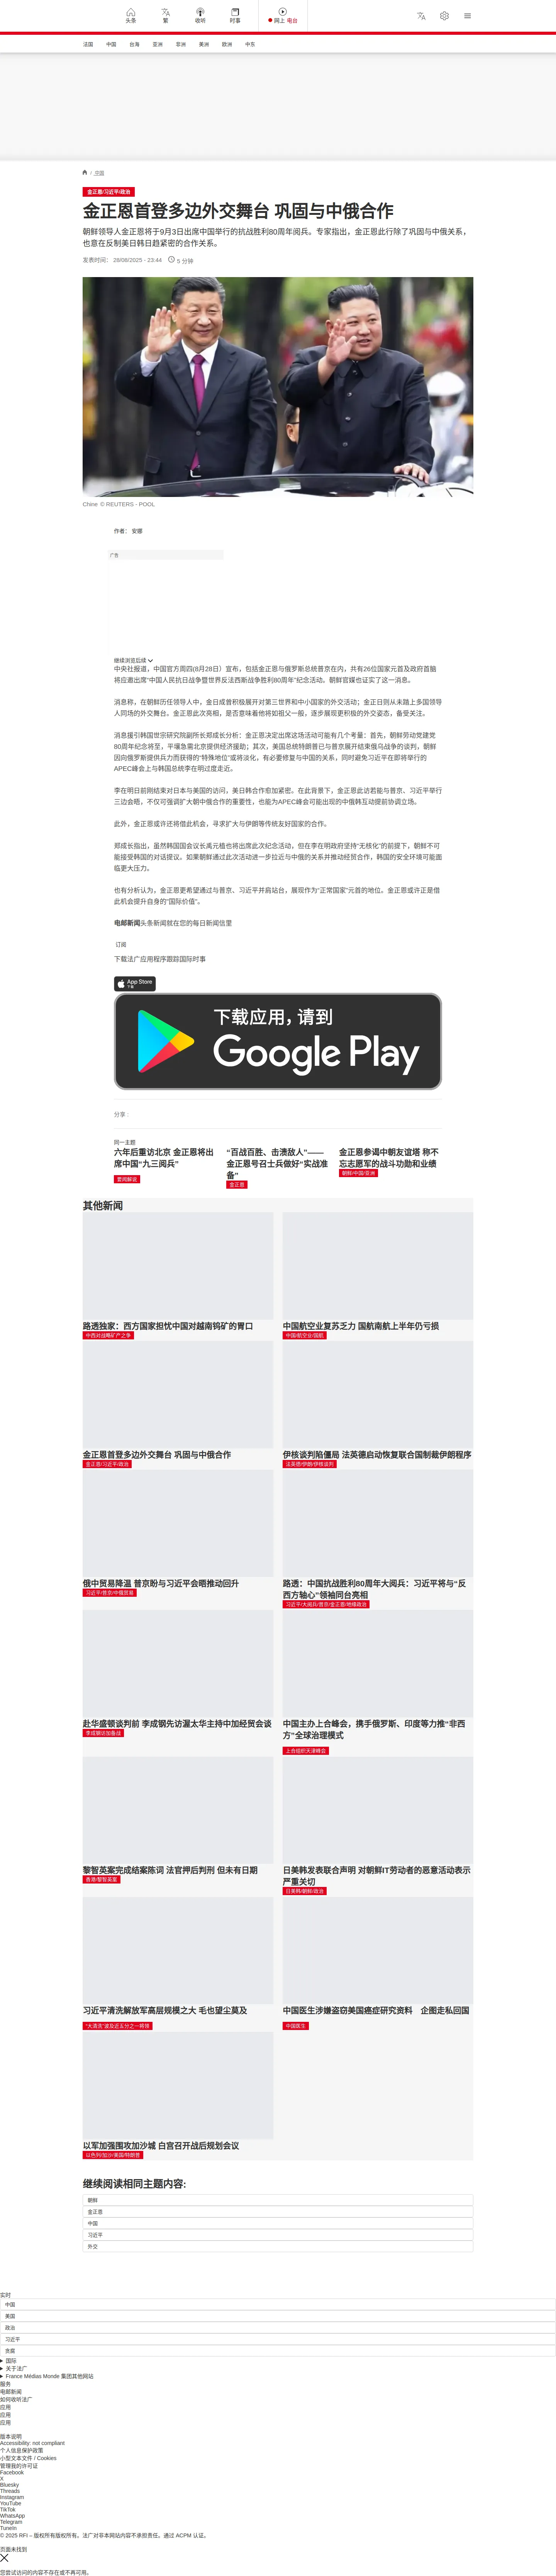 头条
繁
收听
时事
网上 电台
法国
中国
台海
亚洲
非洲
美洲
欧洲
中东
/ 中国
金正恩/习近平/政治
金正恩首登多边外交舞台 巩固与中俄合作
朝鲜领导人金正恩将于9月3日出席中国举行的抗战胜利80周年阅兵。专家指出，金正恩此行除了巩固与中俄关系，
也意在反制美日韩日趋紧密的合作关系。
发表时间： 28/08/2025 - 23:44
5 分钟
Chine © REUTERS - POOL
作者： 安娜
广告
继续浏览后续
中央社报道，中国官方周四(8月28日）宣布，包括金正恩与俄罗斯总统普京在内，共有26位国家元首及政府首脑
将应邀出席“中国人民抗日战争暨世界反法西斯战争胜利80周年”纪念活动。朝鲜官媒也证实了这一消息。
消息称，在朝鲜历任领导人中，金日成曾积极展开对第三世界和中小国家的外交活动；金正日则从未踏上多国领导
人同场的外交舞台。金正恩此次亮相，是否意味着他将如祖父一般，逐步展现更积极的外交姿态，备受关注。
消息援引韩国世宗研究院副所长郑成长分析：金正恩决定出席这场活动可能有几个考量：首先，朝鲜劳动党建党
80周年纪念将至，平壤急需北京提供经济援助；其次，美国总统特朗普已与普京展开结束俄乌战争的谈判，朝鲜
因向俄罗斯提供兵力而获得的“特殊地位”或将淡化，有必要修复与中国的关系，同时避免习近平在即将举行的
APEC峰会上与韩国总统李在明过度走近。
李在明日前刚结束对日本与美国的访问，美日韩合作愈加紧密。在此背景下，金正恩此访若能与普京、习近平举行
三边会晤，不仅可强调扩大朝中俄合作的重要性，也能为APEC峰会可能出现的中俄韩互动提前协调立场。
此外，金正恩或许还将借此机会，寻求扩大与伊朗等传统友好国家的合作。
郑成长指出，虽然韩国国会议长禹元植也将出席此次纪念活动，但在李在明政府坚持“无核化”的前提下，朝鲜不可
能接受韩国的对话提议。如果朝鲜通过此次活动进一步拉近与中俄的关系并推动经贸合作，韩国的安全环境可能面
临更大压力。
也有分析认为，金正恩更希望通过与普京、习近平并肩站台，展现作为“正常国家”元首的地位。金正恩或许正是借
此机会提升自身的“国际价值”。
电邮新闻头条新闻就在您的每日新闻信里
订阅
下载法广应用程序跟踪国际时事
App Store
下载
下载应用，请到
Google Play
分享 :
同一主题
六年后重访北京 金正恩将出
席中国“九三阅兵”
要闻解说
“百战百胜、击溃敌人”——
金正恩号召士兵做好“实战准
备”
金正恩
金正恩参谒中朝友谊塔 称不
忘志愿军的战斗功勋和业绩
朝鲜/中国/亚洲
其他新闻
路透独家：西方国家担忧中国对越南钨矿的胃口
中西对战略矿产之争
中国航空业复苏乏力 国航南航上半年仍亏损
中国/航空业/国航
金正恩首登多边外交舞台 巩固与中俄合作
金正恩/习近平/政治
伊核谈判陷僵局 法英德启动恢复联合国制裁伊朗程序
法英德/伊朗/伊核谈判
俄中贸易降温 普京盼与习近平会晤推动回升
习近平/普京/中俄贸易
路透：中国抗战胜利80周年大阅兵：习近平将与“反
西方轴心”领袖同台亮相
习近平/大阅兵/普京/金正恩/地缘政治
赴华盛顿谈判前 李成钢先访渥太华主持中加经贸会谈
李成钢访加备战
中国主办上合峰会，携手俄罗斯、印度等力推“非西
方”全球治理模式
上合组织天津峰会
黎智英案完成结案陈词 法官押后判刑 但未有日期
香港/黎智英案
日美韩发表联合声明 对朝鲜IT劳动者的恶意活动表示
严重关切
日美韩/朝鲜/政治
习近平清洗解放军高层规模之大 毛也望尘莫及
“大清洗”波及近五分之一将领
中国医生涉嫌盗窃美国癌症研究资料　企图走私回国
中国医生
以军加强围攻加沙城 白宫召开战后规划会议
以色列/加沙/美国/特朗普
继续阅读相同主题内容:
朝鲜
金正恩
中国
习近平
外交
实时
中国
美国
政治
习近平
贪腐
国际
关于法广
France Médias Monde 集团其他网站
服务
电邮新闻
如何收听法广
应用
应用
应用
版本说明
Accessibility: not compliant
个人信息保护政策
小型文本文件 / Cookies
管理我的许可证
Facebook
X
Bluesky
Threads
Instagram
YouTube
TikTok
WhatsApp
Telegram
TuneIn
© 2025 RFI – 版权所有版权所有。法广对非本网站内容不承担责任。通过 ACPM 认证。
页面未找到
您尝试访问的内容不存在或不再可用。